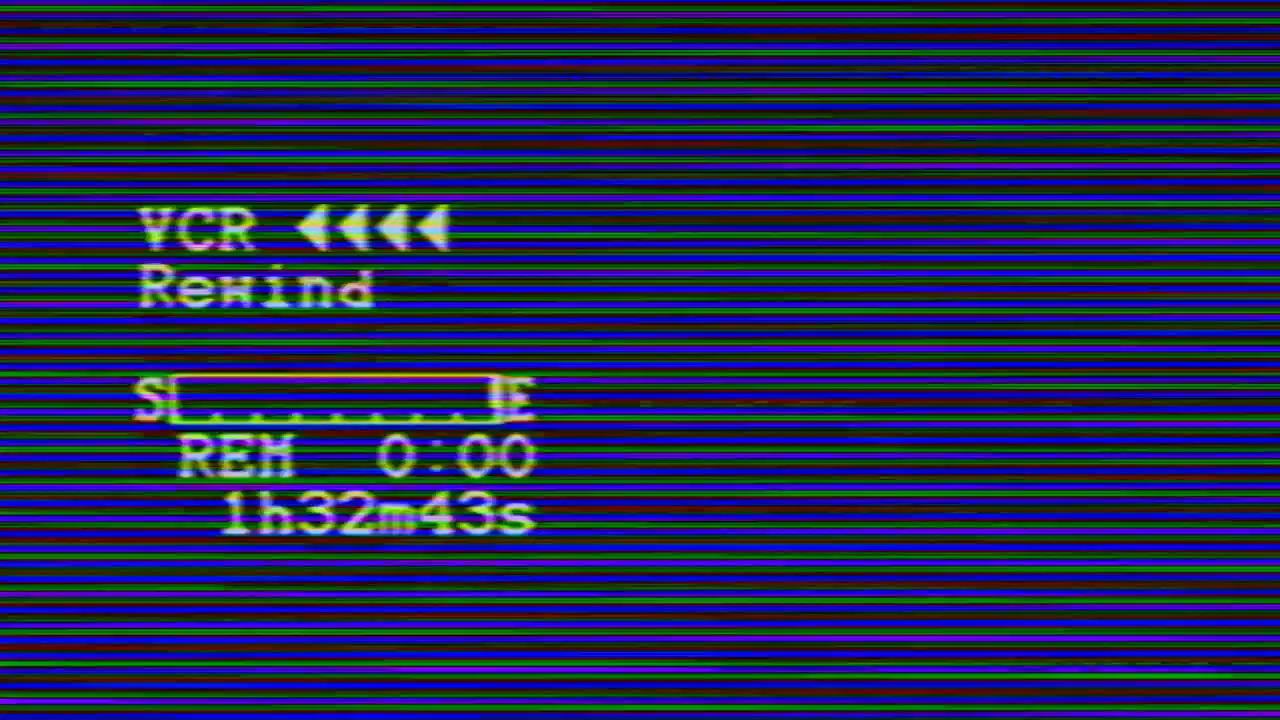 VCR ◀◀◀◀
Rewind
S E
REM 0:00
1h32m43s